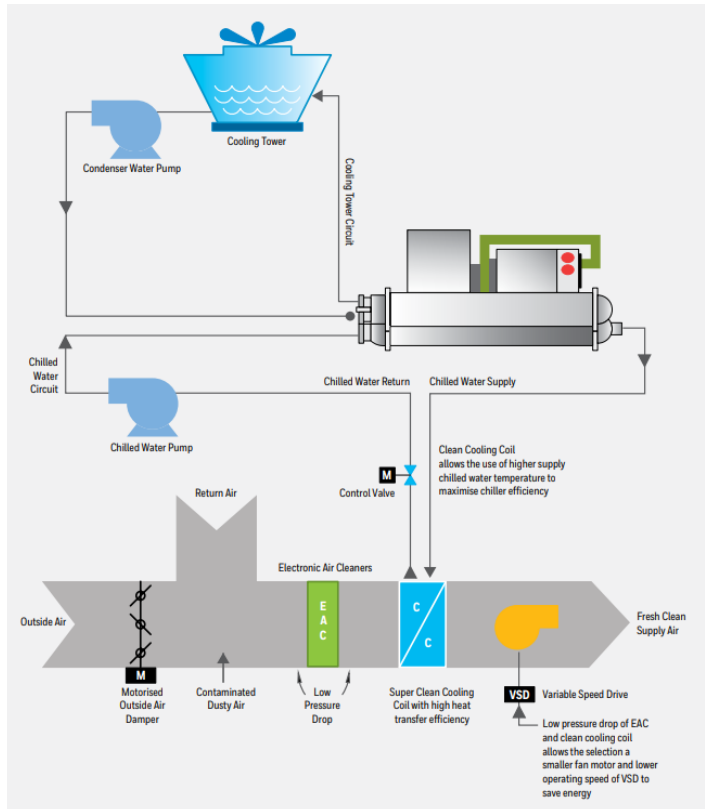 Cooling Tower
Condenser Water Pump
Cooling Tower Circuit
Chilled
Water
Circuit
Chilled Water Return
Chilled Water Supply
Chilled Water Pump
Clean Cooling Coil
allows the use of higher supply
chilled water temperature to
maximise chiller efficiency
M
Control Valve
Return Air
Electronic Air Cleaners
Outside Air
E
A
C
C
C
Fresh Clean
Supply Air
M
Motorised
Outside Air
Damper
Contaminated
Dusty Air
Low
Pressure
Drop
Super Clean Cooling
Coil with high heat
transfer efficiency
VSD
Variable Speed Drive
Low pressure drop of EAC
and clean cooling coil
allows the selection a
smaller fan motor and lower
operating speed of VSD to
save energy